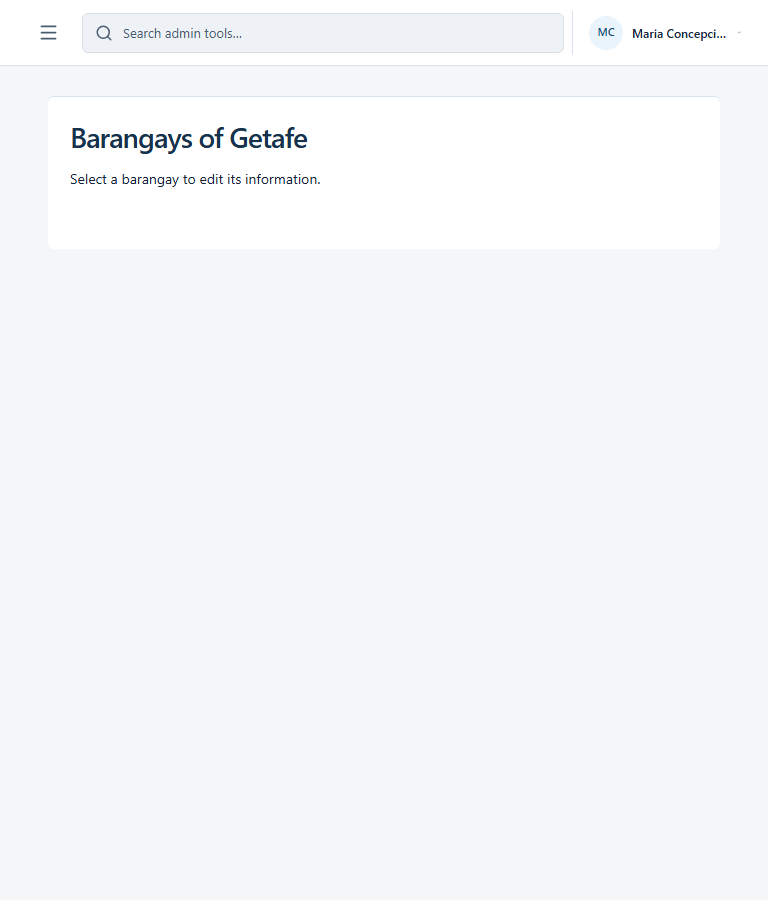 Search admin tools...
MC
Maria Concepci...
Barangays of Getafe
Select a barangay to edit its information.